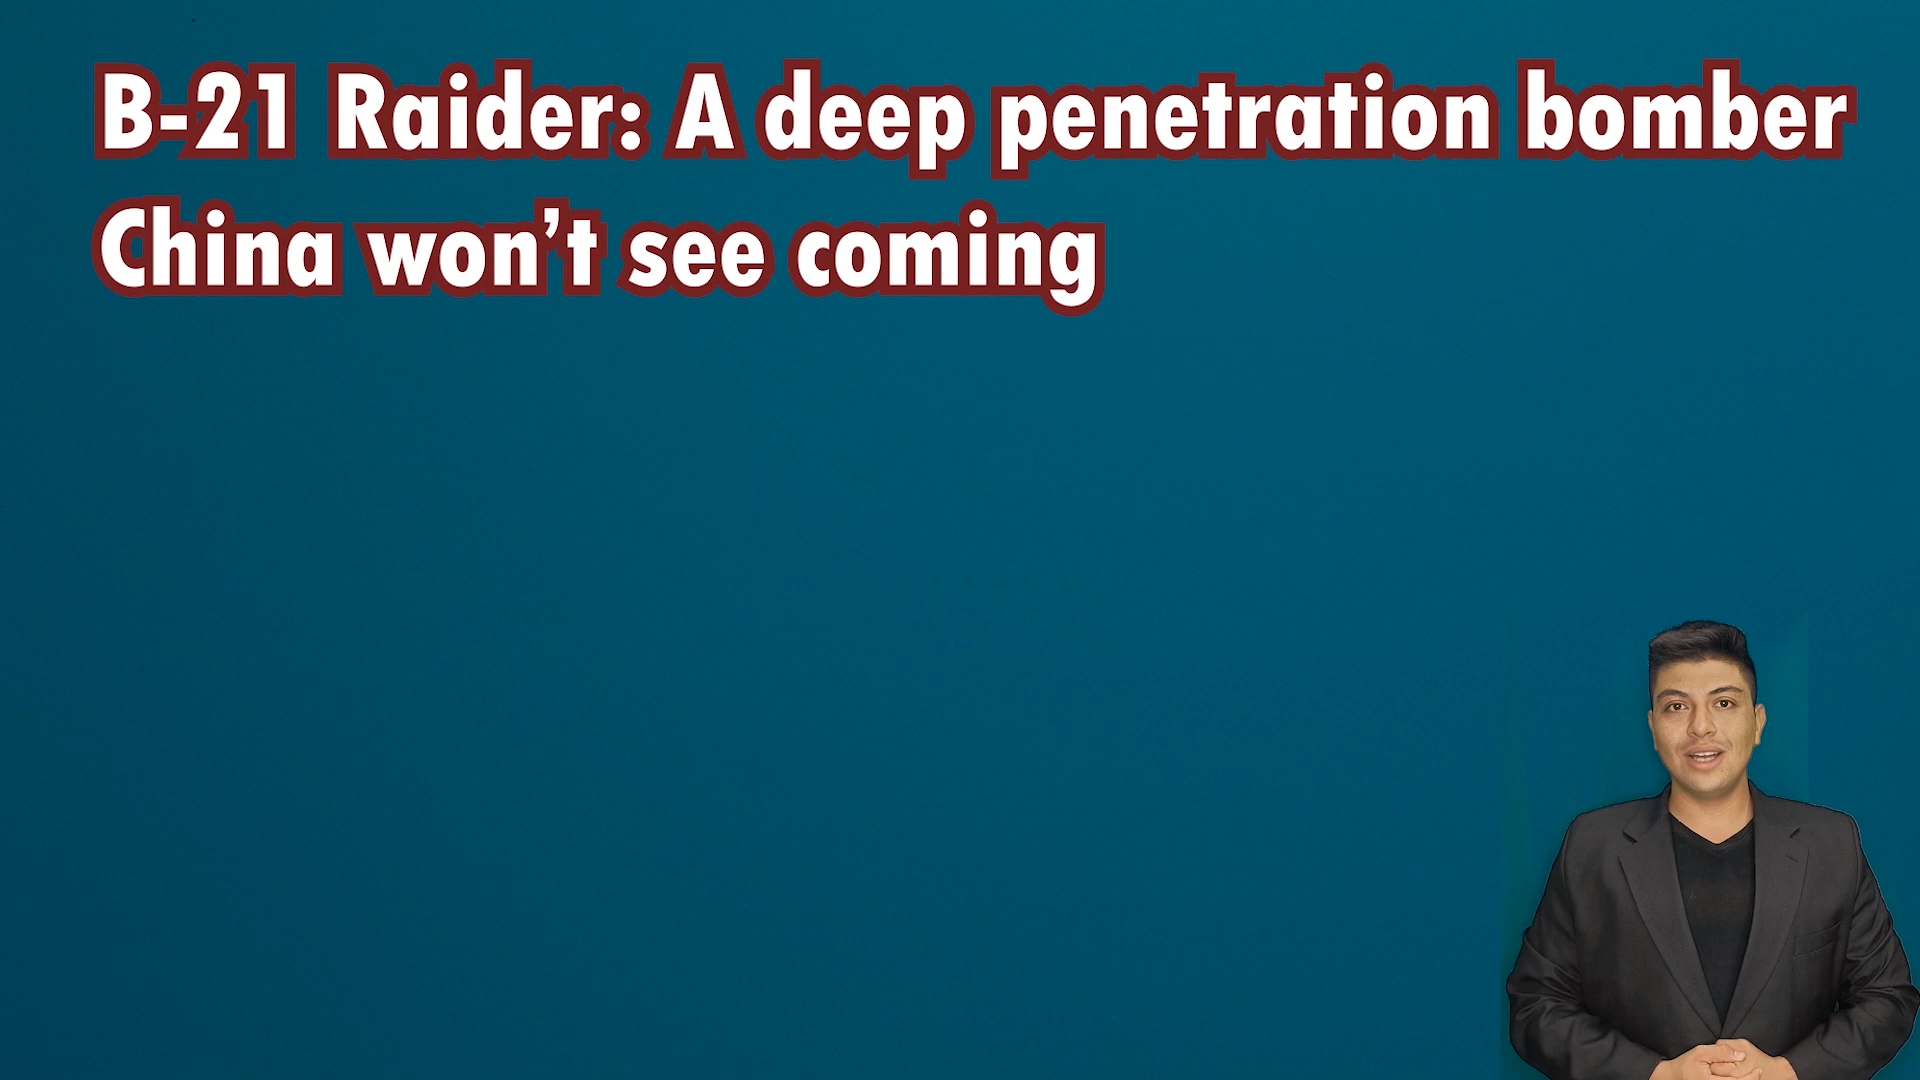 B-21 Raider: A deep penetration bomber
China won’t see coming